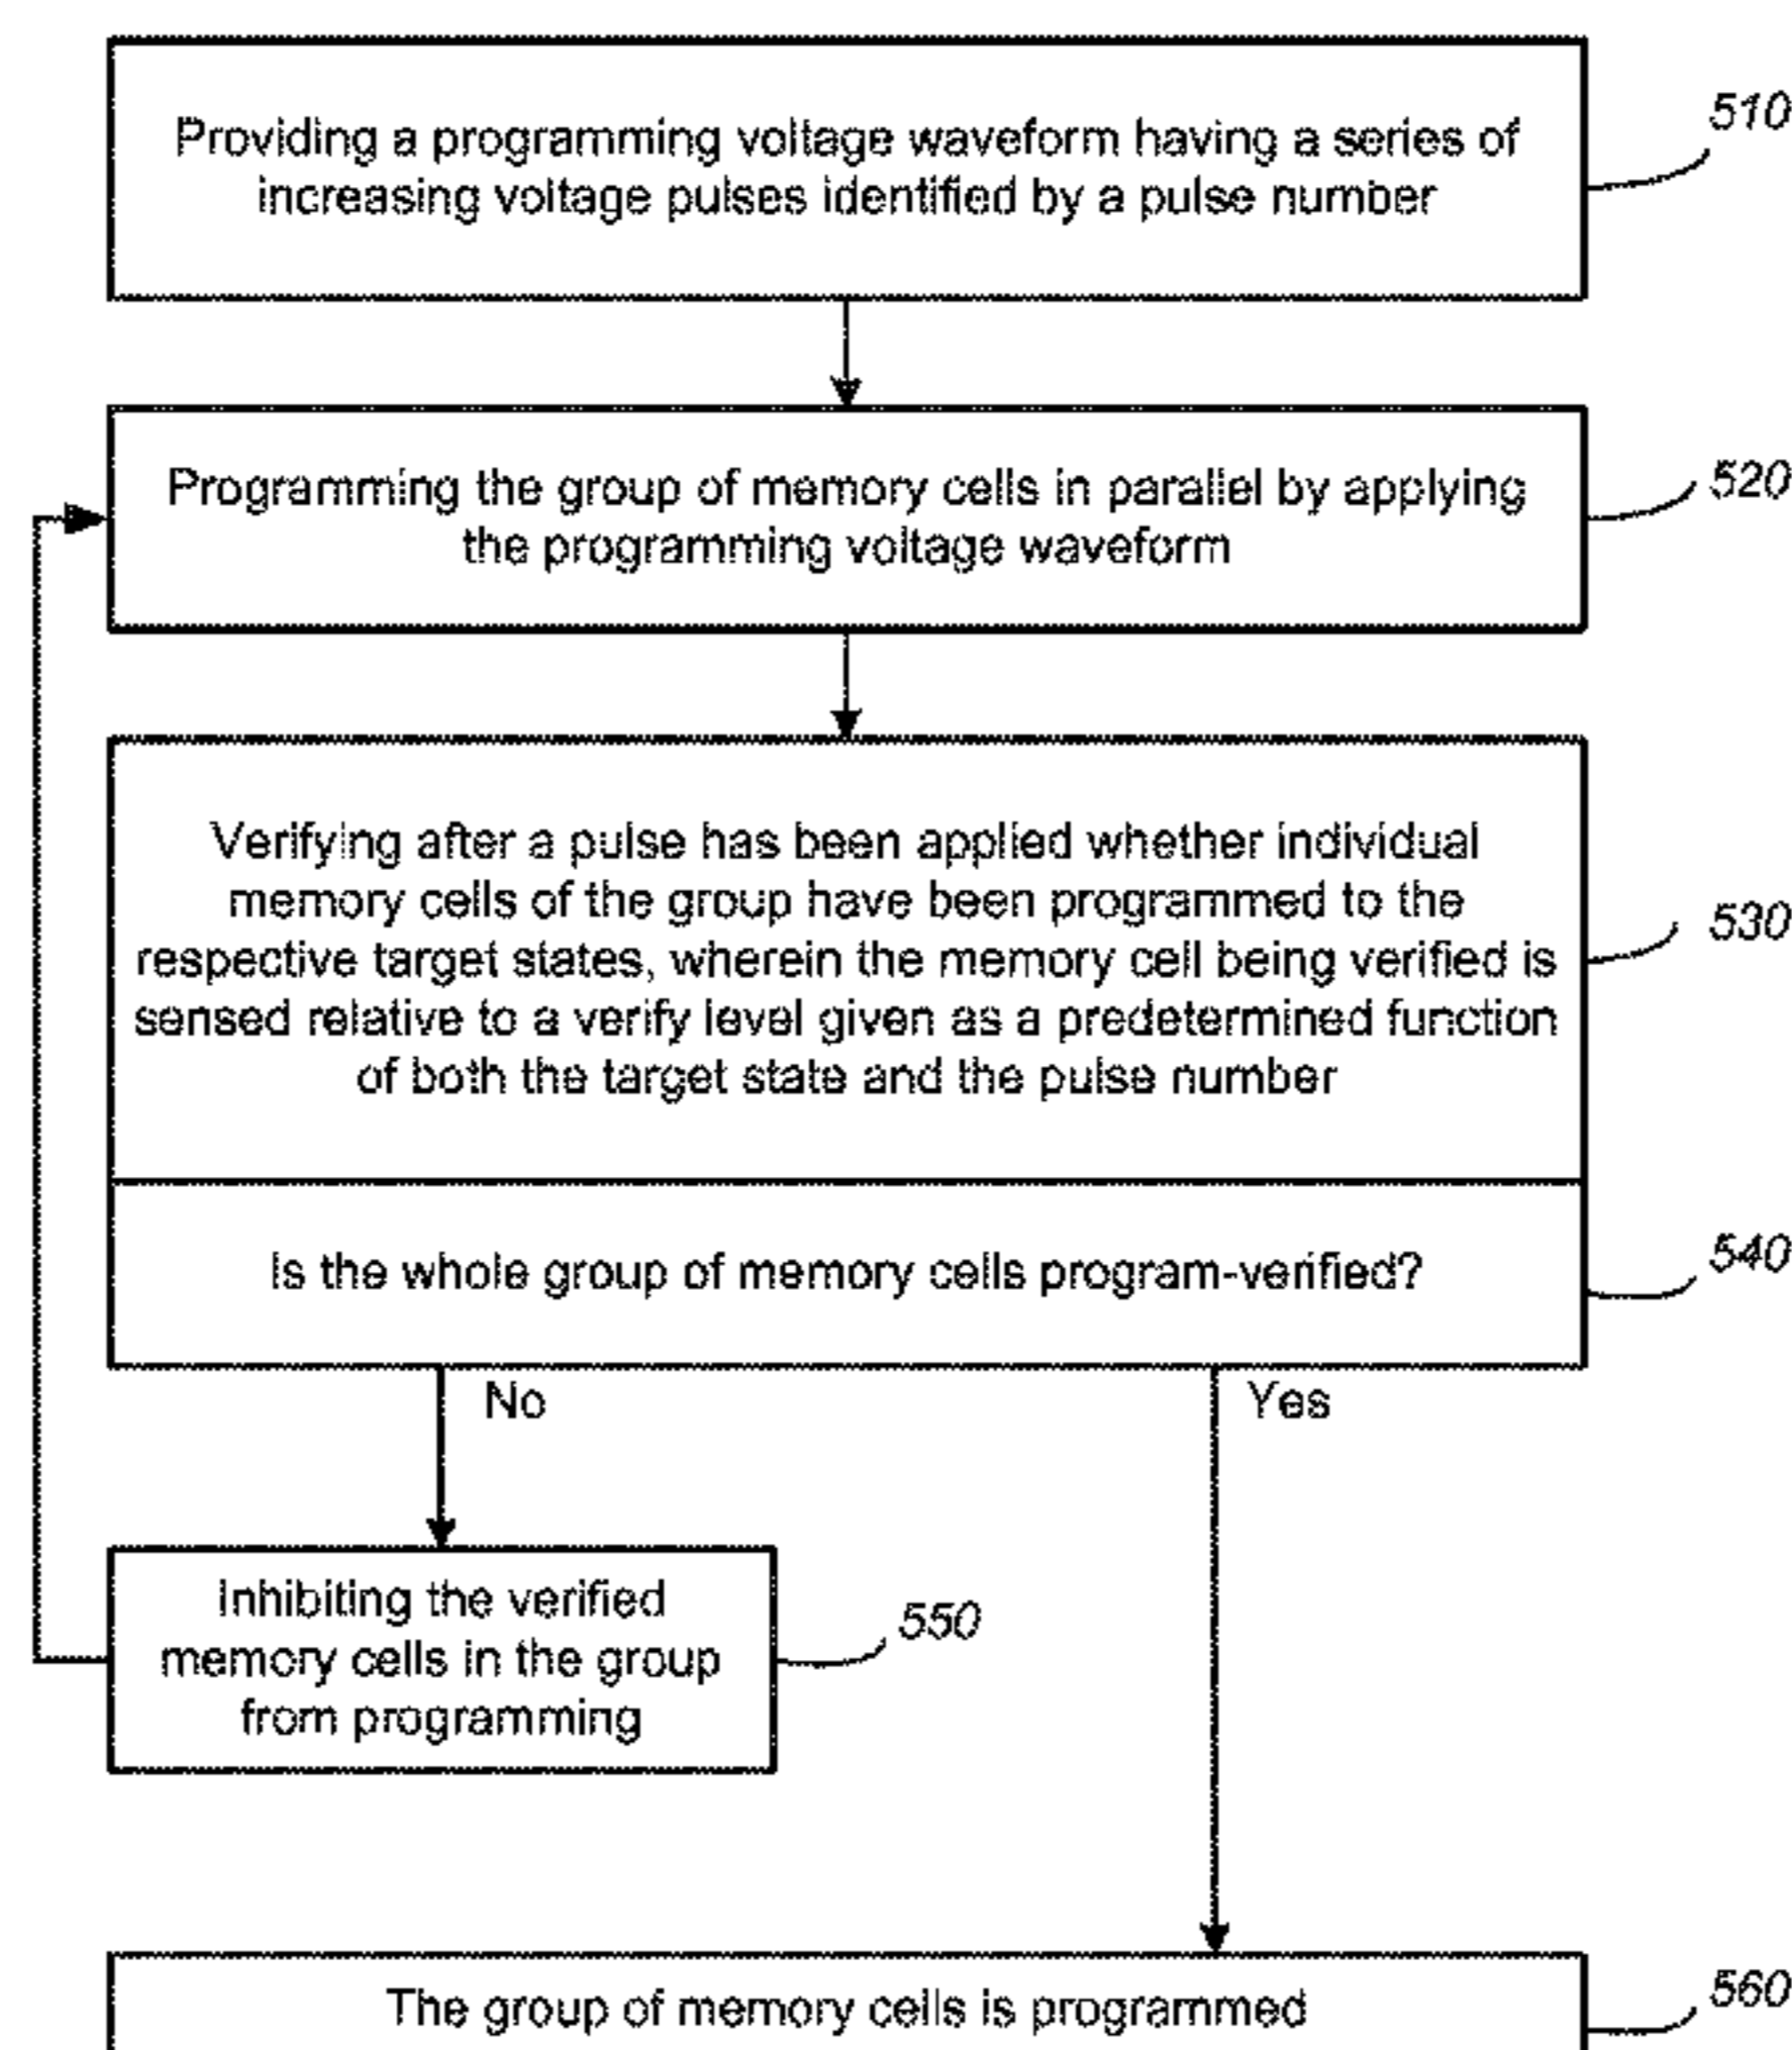 Providing a programming voltage waveform having a series of
increasing voltage pulses identified by a pulse number
510
Programming the group of memory cells in parallel by applying
the programming voltage waveform
520
Verifying after a pulse has been applied whether individual
memory cells of the group have been programmed to the
respective target states, wherein the memory cell being verified is
sensed relative to a verify level given as a predetermined function
of both the target state and the pulse number
530
Is the whole group of memory cells program-verified?
540
No
Yes
Inhibiting the verified
memory cells in the group
from programming
550
The group of memory cells is programmed
560